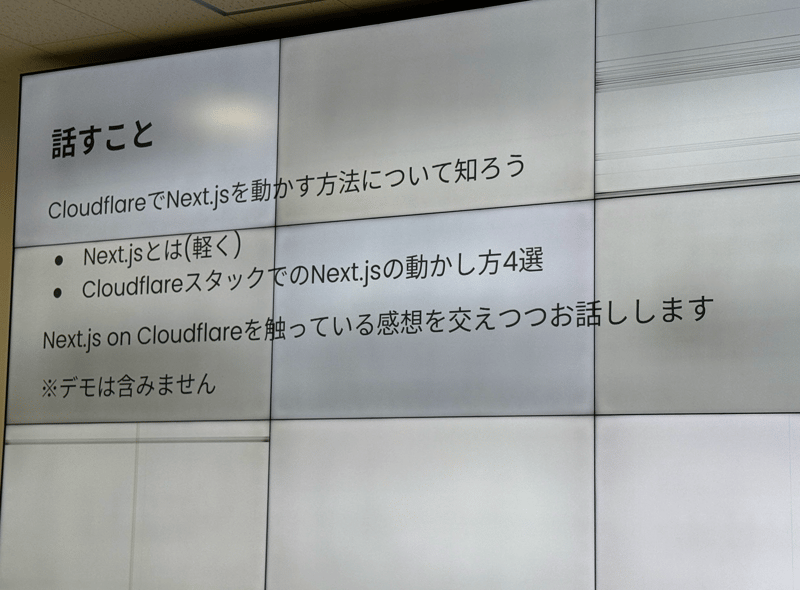 話すこと
CloudflareでNext.jsを動かす方法について知ろう
● Next.jsとは(軽く)
● CloudflareスタックでのNext.jsの動かし方4選
Next.js on Cloudflareを触っている感想を交えつつお話しします
※デモは含みません